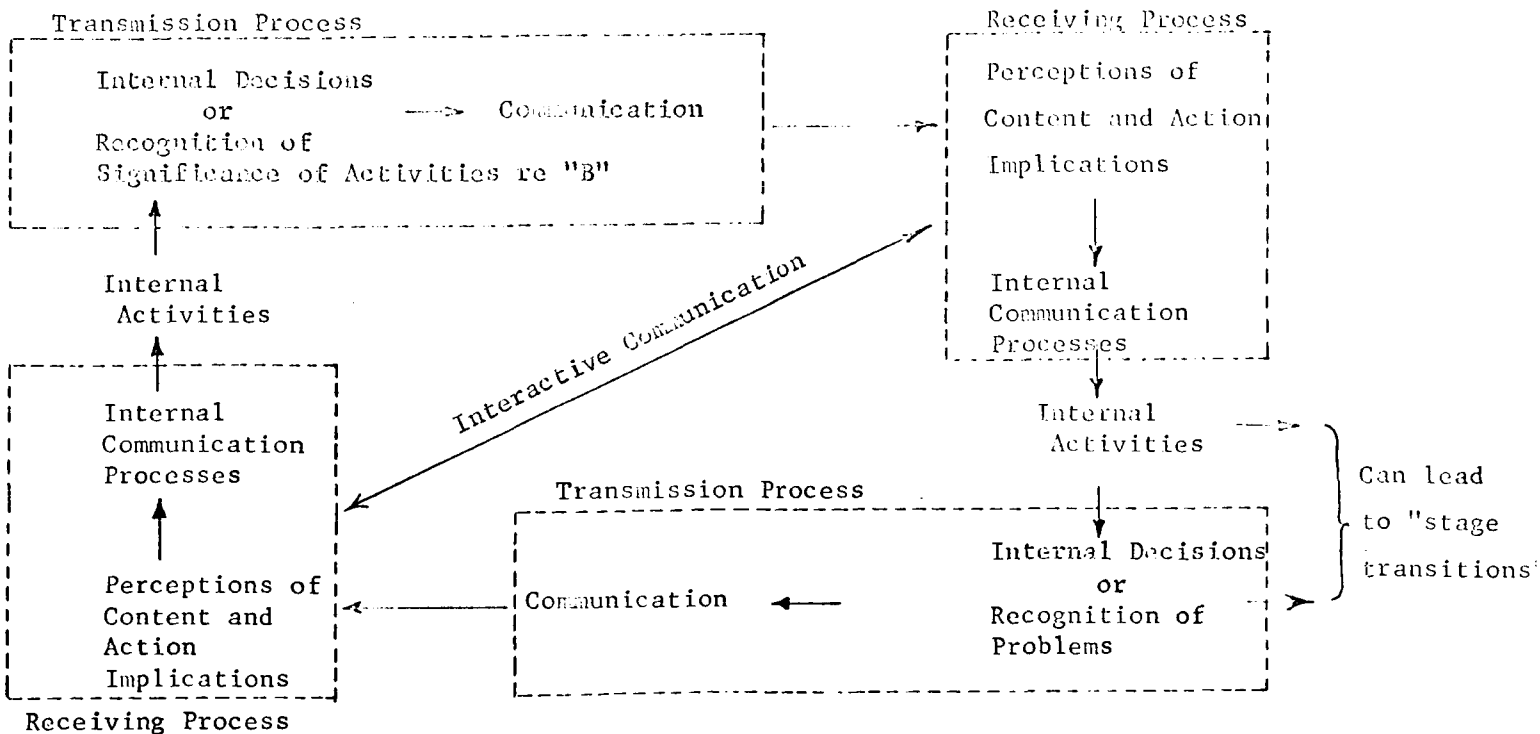 Transmission Process
Internal Decisions
or
Recognition of
Significance of Activities re "B"
Communication
Receiving Process
Perceptions of
Content and Action
Implications
Internal
Communication
Processes
Internal
Activities
Can lead
to "stage
transitions"
Transmission Process
Internal Decisions
or
Recognition of
Problems
Communication
Interactive Communication
Internal
Activities
Internal
Communication
Processes
Perceptions of
Content and
Action
Implications
Receiving Process